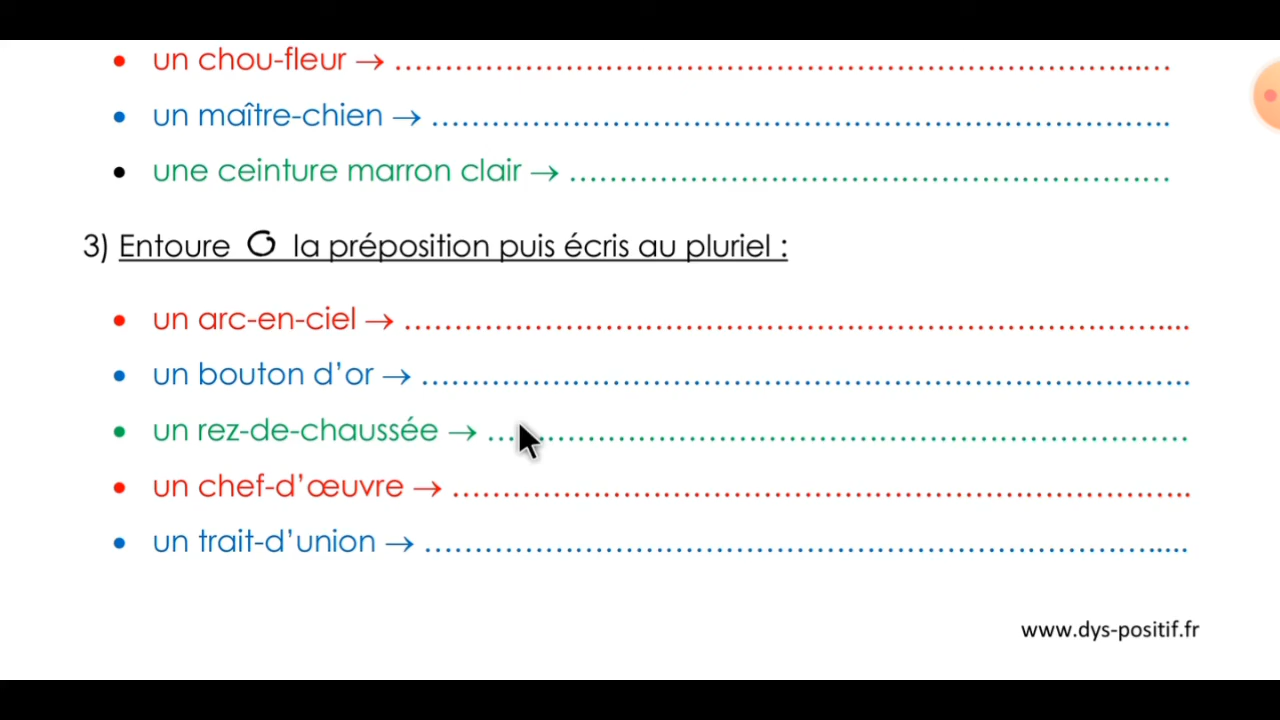 • un chou-fleur → ..........................................................................
• un maître-chien → ..........................................................................
• une ceinture marron clair → ............................................................
3) Entoure O la préposition puis écris au pluriel :
• un arc-en-ciel → ..............................................................................
• un bouton d’or → ............................................................................
• un rez-de-chaussée → ......................................................................
• un chef-d’œuvre → ..........................................................................
• un trait-d’union → ............................................................................
www.dys-positif.fr